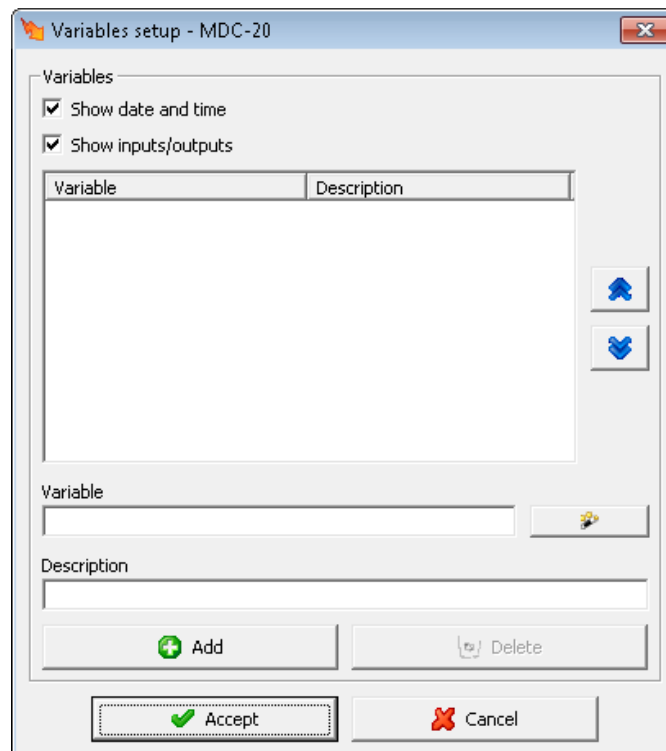 Variables setup - MDC-20
Variables
Show date and time
Show inputs/outputs
Variable Description
Variable
Description
Add Delete
Accept Cancel